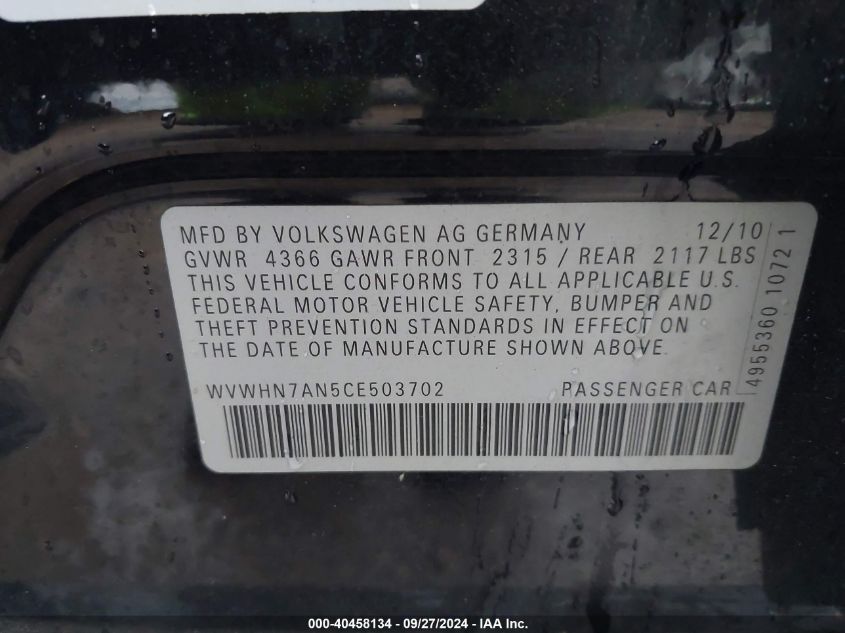 MFD BY VOLKSWAGEN AG GERMANY 12/10
GVWR 4366 GAWR FRONT 2315 / REAR 2117 LBS
THIS VEHICLE CONFORMS TO ALL APPLICABLE U.S.
FEDERAL MOTOR VEHICLE SAFETY, BUMPER AND
THEFT PREVENTION STANDARDS IN EFFECT ON
THE DATE OF MANUFACTURE SHOWN ABOVE.
WVWHN7AN5CE503702 PASSENGER CAR
4955360 1072 1
000-40458134 - 09/27/2024 - IAA Inc.